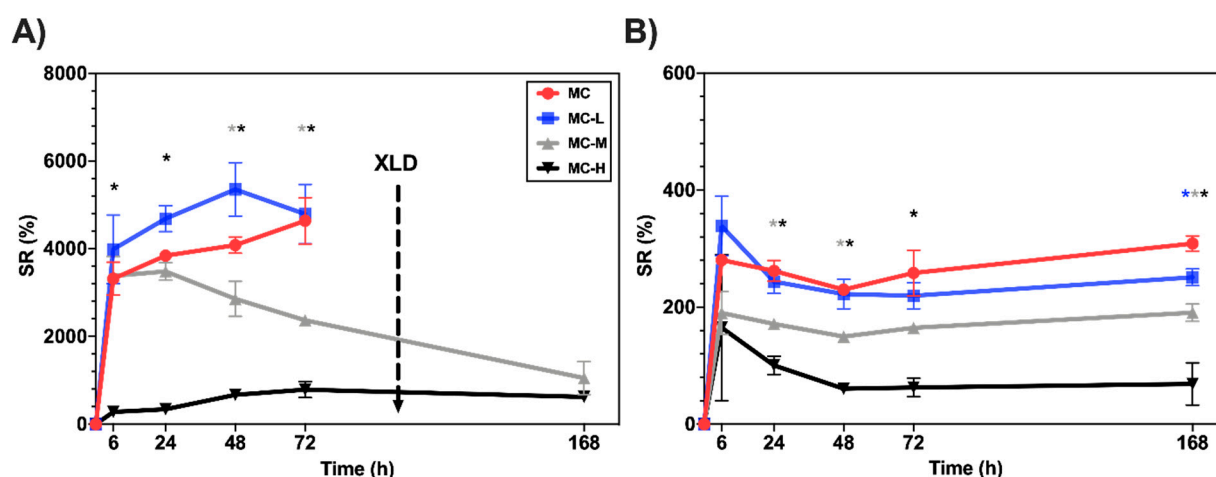 A)
8000
6000
4000
2000
0
SR (%)
*
*
**
**
XLD
MC
MC-L
MC-M
MC-H
6
24
48
72
168
Time (h)
B)
600
400
200
0
SR (%)
**
**
*
***
6
24
48
72
168
Time (h)